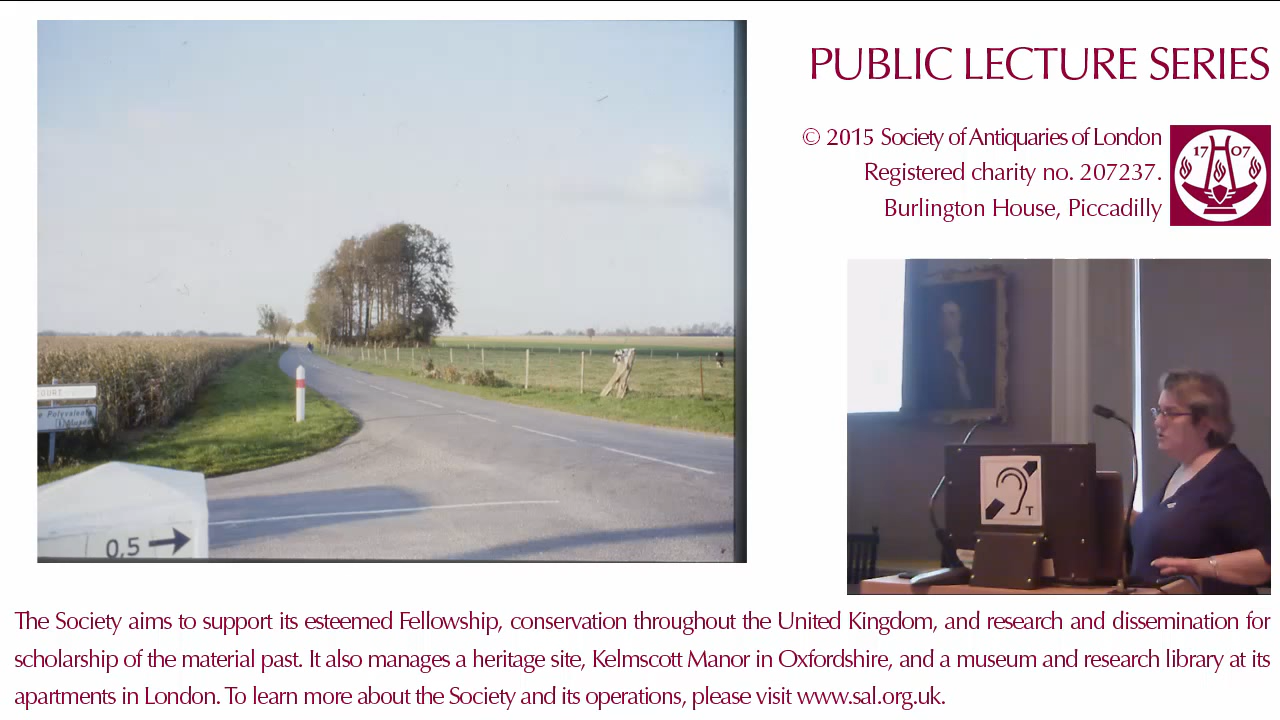 PUBLIC LECTURE SERIES
© 2015 Society of Antiquaries of London
Registered charity no. 207237.
Burlington House, Piccadilly
17 07
T
0,5
The Society aims to support its esteemed Fellowship, conservation throughout the United Kingdom, and research and dissemination for
scholarship of the material past. It also manages a heritage site, Kelmscott Manor in Oxfordshire, and a museum and research library at its
apartments in London. To learn more about the Society and its operations, please visit www.sal.org.uk.